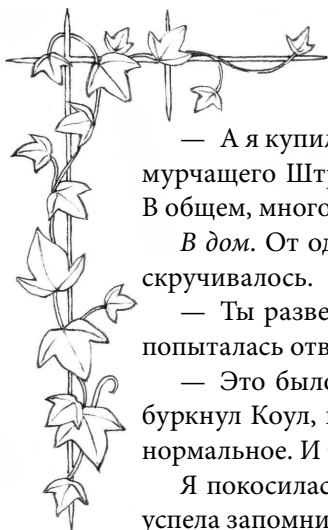 — А я купил
мурчащего Шту
В общем, много
В дом. От од
скручивалось.
— Ты разве
попыталась отв
— Это было
буркнул Коул,
нормальное. И
Я покосилас
успела запомни